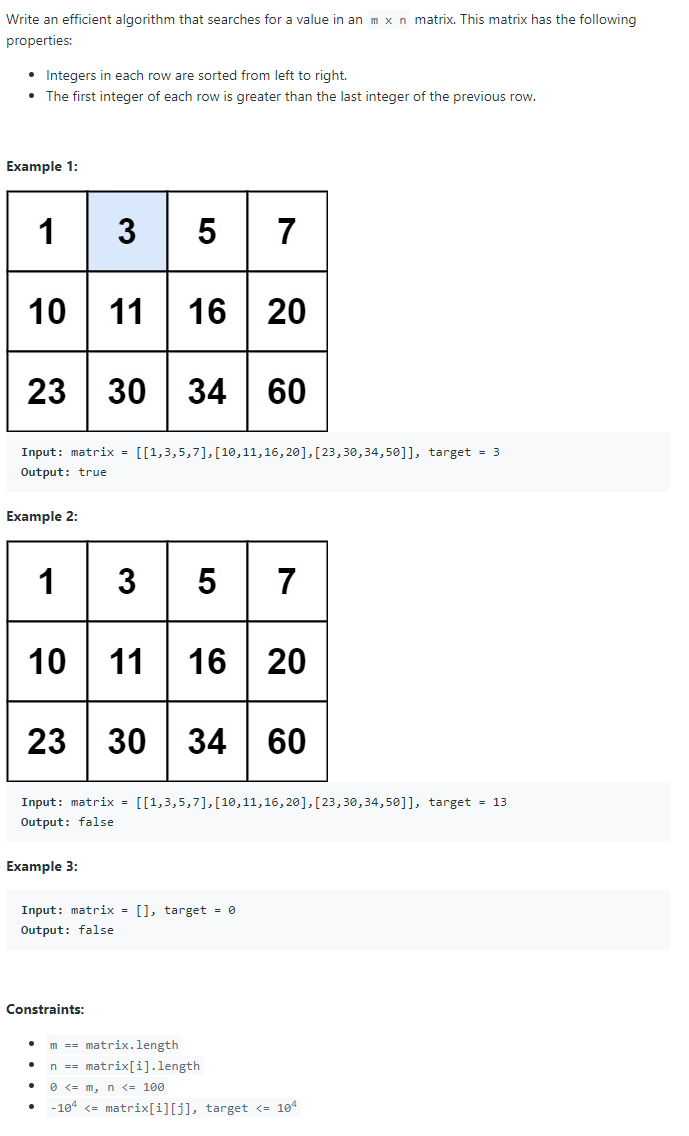 Write an efficient algorithm that searches for a value in an m x n matrix. This matrix has the following
properties:
• Integers in each row are sorted from left to right.
• The first integer of each row is greater than the last integer of the previous row.
Example 1:
1 3 5 7
10 11 16 20
23 30 34 60
Input: matrix = [[1,3,5,7],[10,11,16,20],[23,30,34,50]], target = 3
Output: true
Example 2:
1 3 5 7
10 11 16 20
23 30 34 60
Input: matrix = [[1,3,5,7],[10,11,16,20],[23,30,34,50]], target = 13
Output: false
Example 3:
Input: matrix = [], target = 0
Output: false
Constraints:
• m == matrix.length
• n == matrix[i].length
• 0 <= m, n <= 100
• -10⁴ <= matrix[i][j], target <= 10⁴